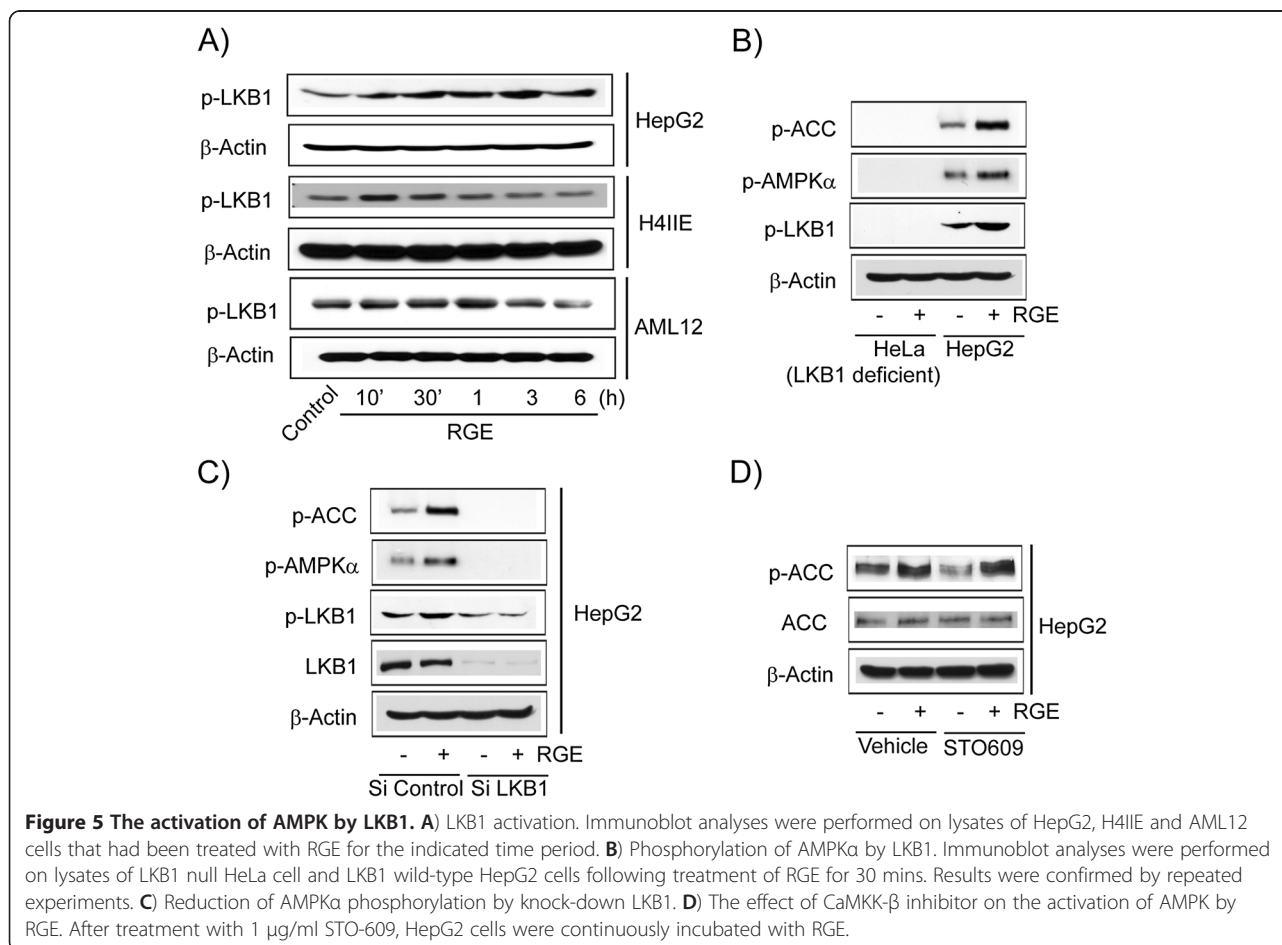 A)
p-LKB1
β-Actin
HepG2
p-LKB1
β-Actin
H4IIE
p-LKB1
β-Actin
AML12
Control 10' 30' 1 3 6 (h)
RGE
B)
p-ACC
p-AMPKα
p-LKB1
β-Actin
- + - + RGE
HeLa HepG2
(LKB1 deficient)
C)
p-ACC
p-AMPKα
p-LKB1
LKB1
β-Actin
HepG2
- + - + RGE
Si Control Si LKB1
D)
p-ACC
ACC
β-Actin
HepG2
- + - + RGE
Vehicle STO609
Figure 5 The activation of AMPK by LKB1. A) LKB1 activation. Immunoblot analyses were performed on lysates of HepG2, H4IIE and AML12
cells that had been treated with RGE for the indicated time period. B) Phosphorylation of AMPKα by LKB1. Immunoblot analyses were performed
on lysates of LKB1 null HeLa cell and LKB1 wild-type HepG2 cells following treatment of RGE for 30 mins. Results were confirmed by repeated
experiments. C) Reduction of AMPKα phosphorylation by knock-down LKB1. D) The effect of CaMKK-β inhibitor on the activation of AMPK by
RGE. After treatment with 1 μg/ml STO-609, HepG2 cells were continuously incubated with RGE.